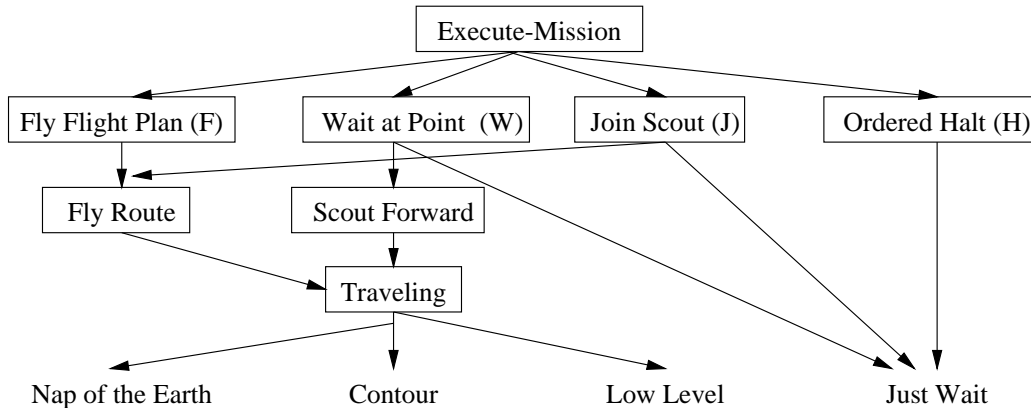 Execute-Mission
Fly Flight Plan (F)
Wait at Point (W)
Join Scout (J)
Ordered Halt (H)
Fly Route
Scout Forward
Traveling
Nap of the Earth
Contour
Low Level
Just Wait